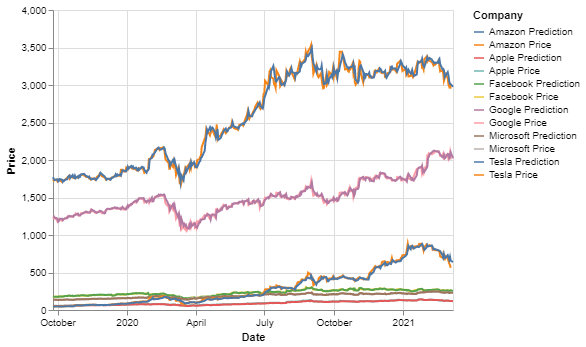 4,000
3,500
3,000
2,500
2,000
1,500
1,000
500
0
Price
October
2020
April
July
October
2021
Date
Company
Amazon Prediction
Amazon Price
Apple Prediction
Apple Price
Facebook Prediction
Facebook Price
Google Prediction
Google Price
Microsoft Prediction
Microsoft Price
Tesla Prediction
Tesla Price